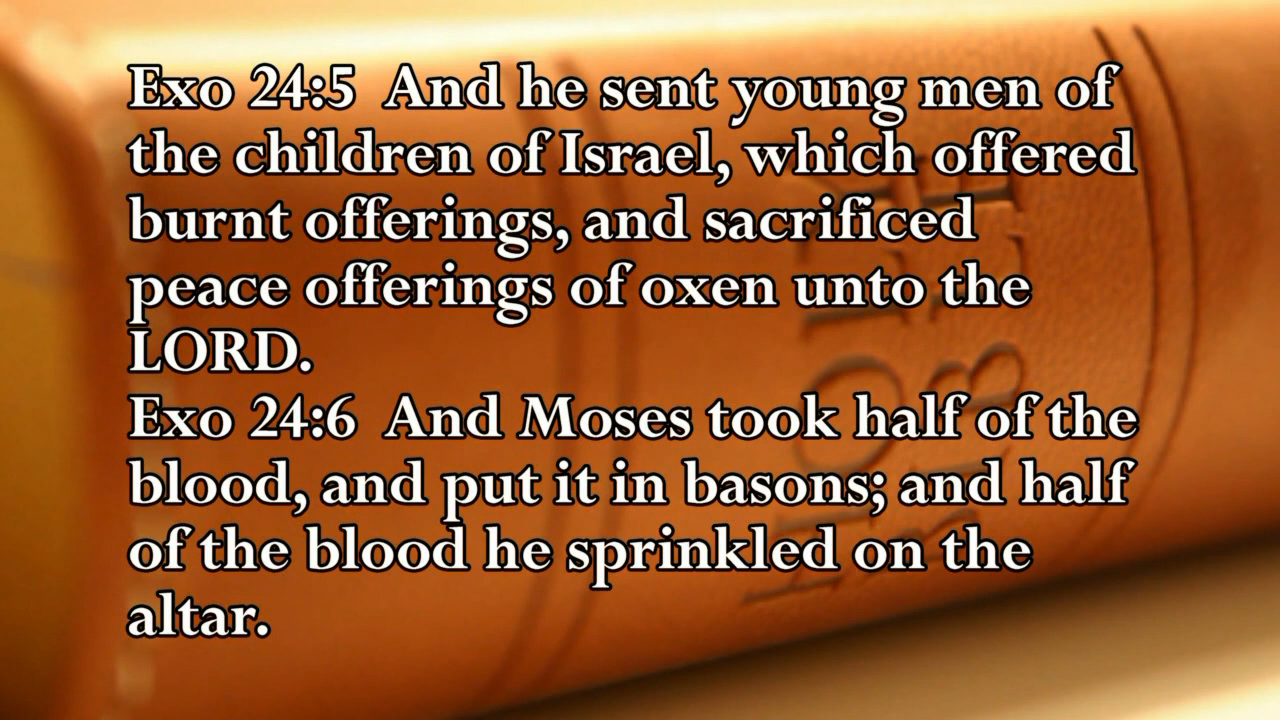 Exo 24:5  And he sent young men of
the children of Israel, which offered
burnt offerings, and sacrificed
peace offerings of oxen unto the
LORD.
Exo 24:6  And Moses took half of the
blood, and put it in basons; and half
of the blood he sprinkled on the
altar.
HOLY
BIBLE